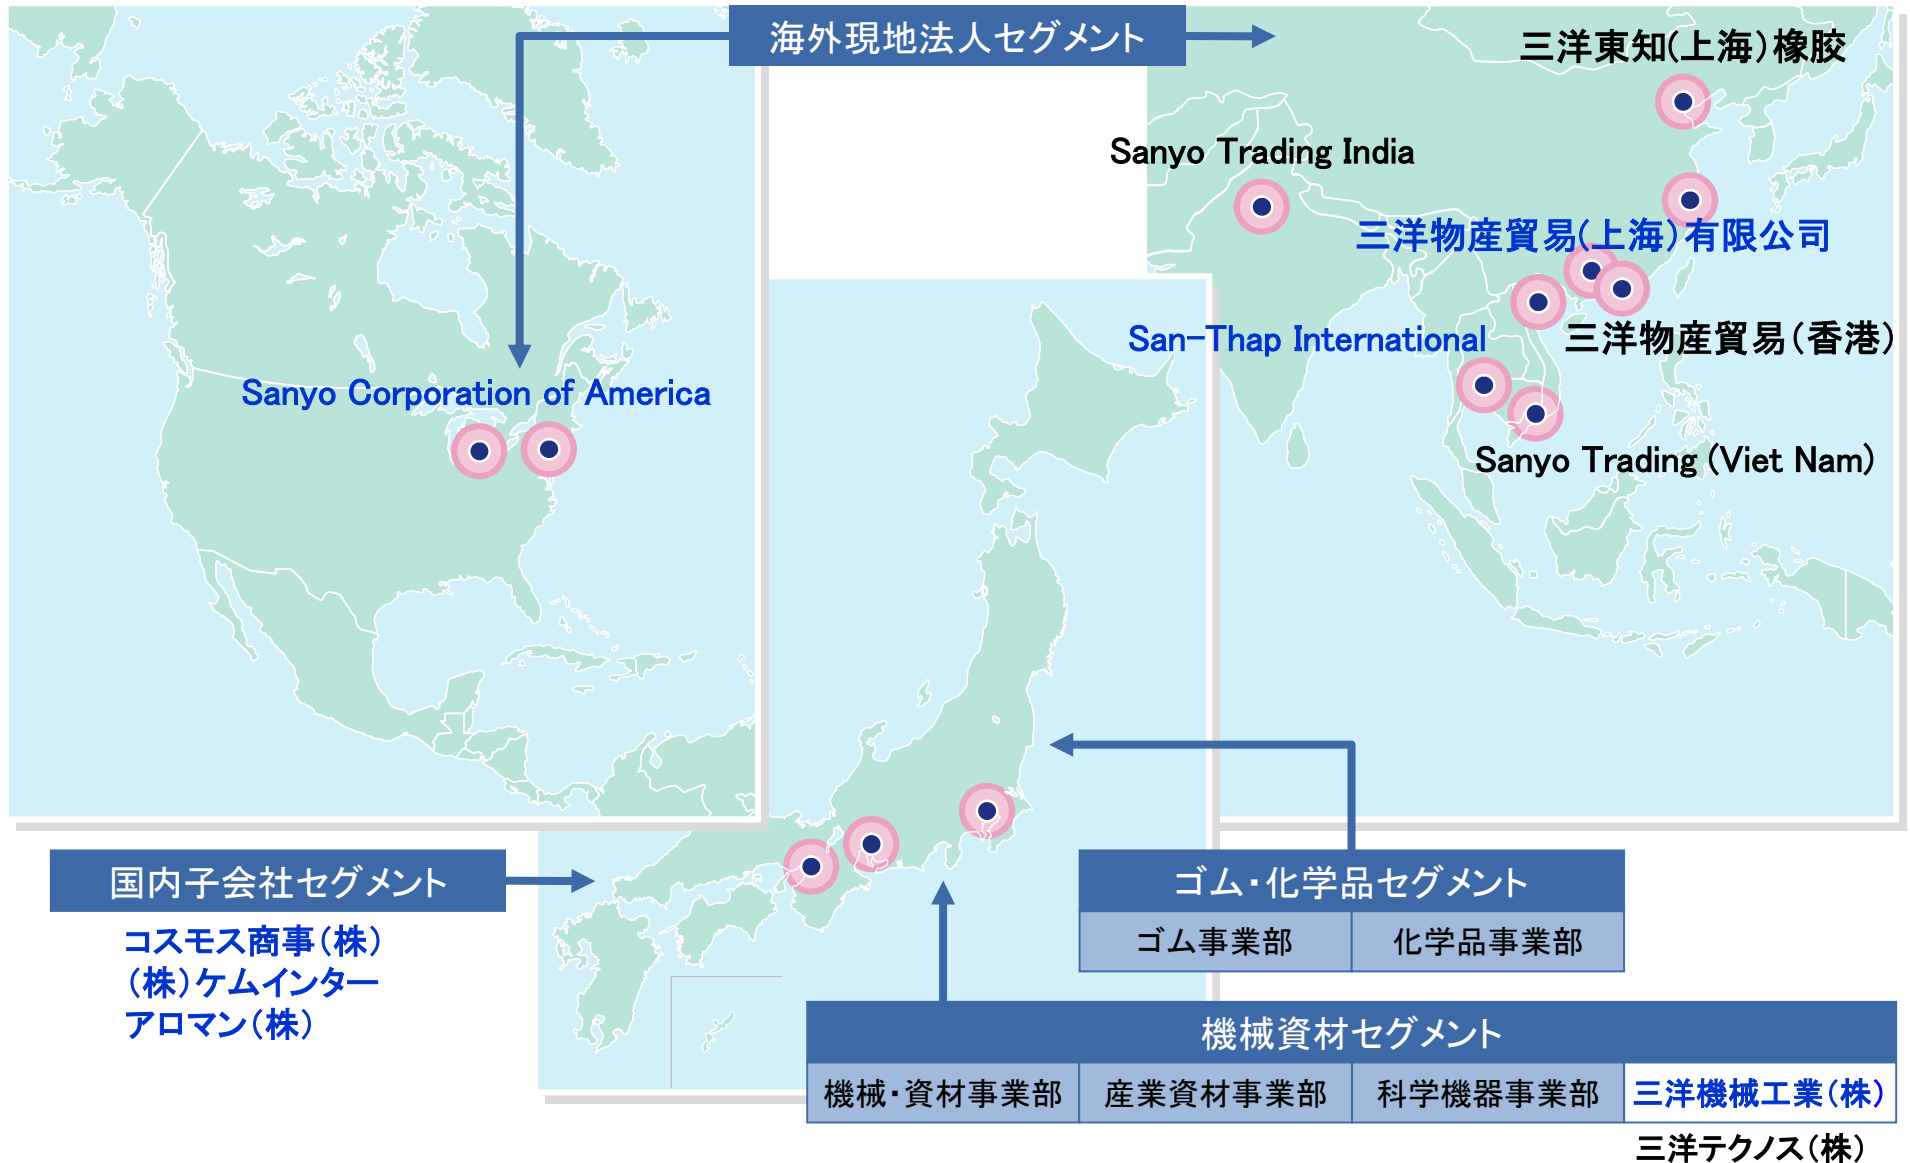 海外現地法人セグメント
三洋東知(上海)橡胶
Sanyo Trading India
三洋物産貿易(上海)有限公司
San-Thap International
三洋物産貿易(香港)
Sanyo Corporation of America
Sanyo Trading (Viet Nam)
国内子会社セグメント
コスモス商事(株)
(株)ケムインター
アロマン(株)
ゴム・化学品セグメント
ゴム事業部 化学品事業部
機械資材セグメント
機械・資材事業部 産業資材事業部 科学機器事業部 三洋機械工業(株)
三洋テクノス(株)